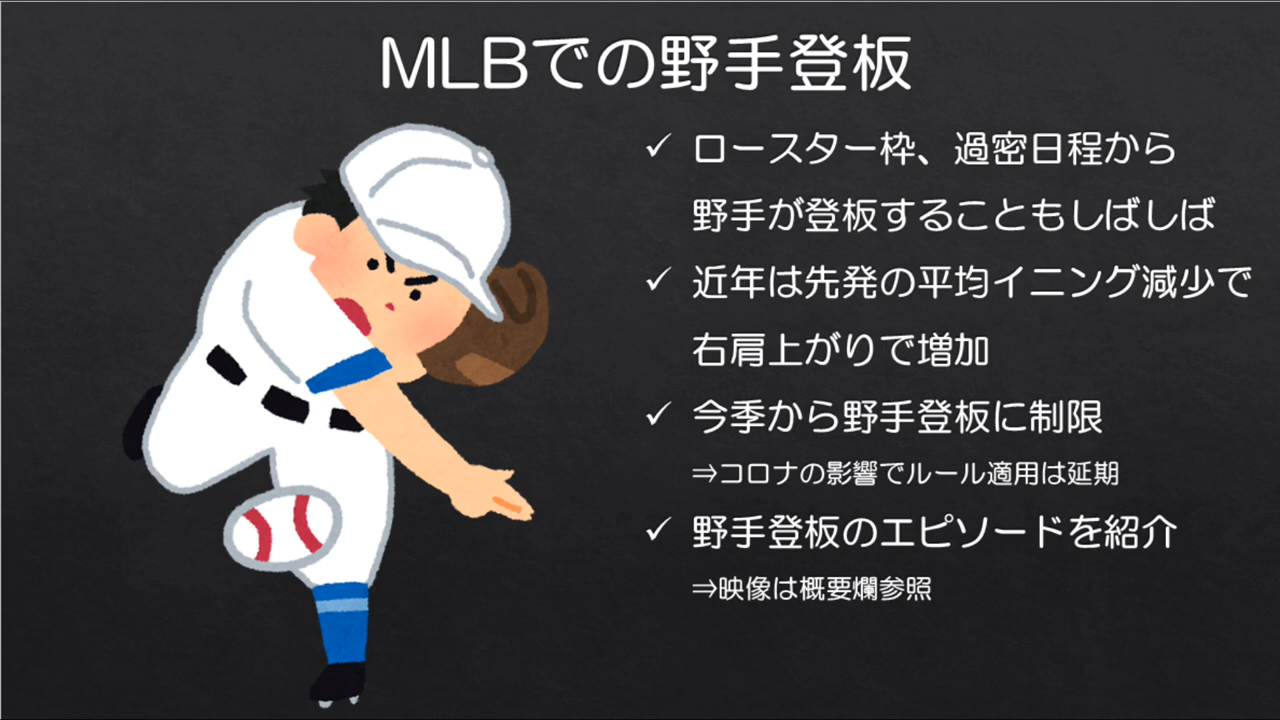 MLBでの野手登板
✓ ロースター枠、過密日程から
野手が登板することもしばしば
✓ 近年は先発の平均イニング減少で
右肩上がりで増加
✓ 今季から野手登板に制限
⇒コロナの影響でルール適用は延期
✓ 野手登板のエピソードを紹介
⇒映像は概要爛参照